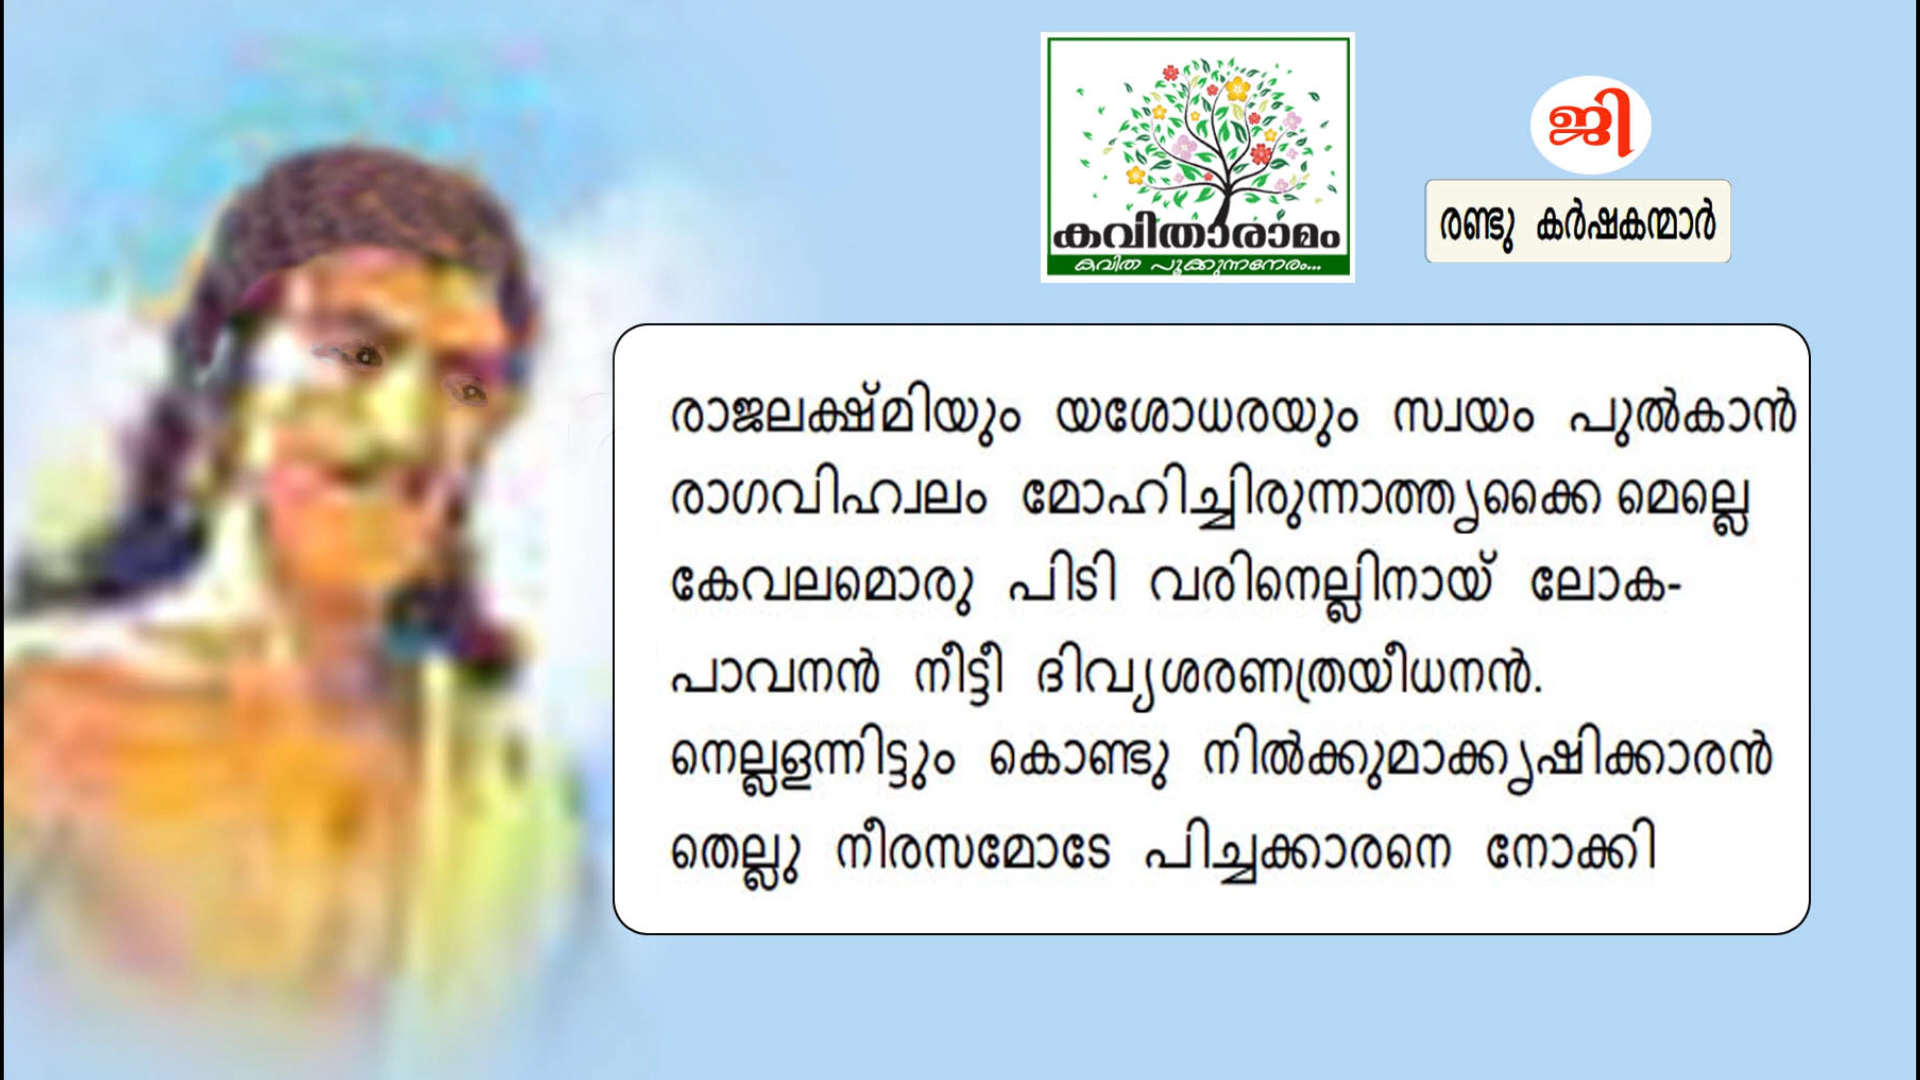 കവിതാരാമം
കവിത പൂക്കുന്നനേരം...
ജി
രണ്ടു കർഷകന്മാർ
രാജലക്ഷ്മിയും യശോധരയും സ്വയം പുൽകാൻ
രാഗവിഹ്വലം മോഹിച്ചിരുന്നാത്തൃക്കൈ മെല്ലെ
കേവലമൊരു പിടി വരിനെല്ലിനായ് ലോക-
പാവനൻ നീട്ടീ ദിവ്യശരണത്രയീധനൻ.
നെല്ലളന്നിട്ടും കൊണ്ടു നിൽക്കുമാക്കൃഷിക്കാരൻ
തെല്ലു നീരസമോടേ പിച്ചക്കാരനെ നോക്കി